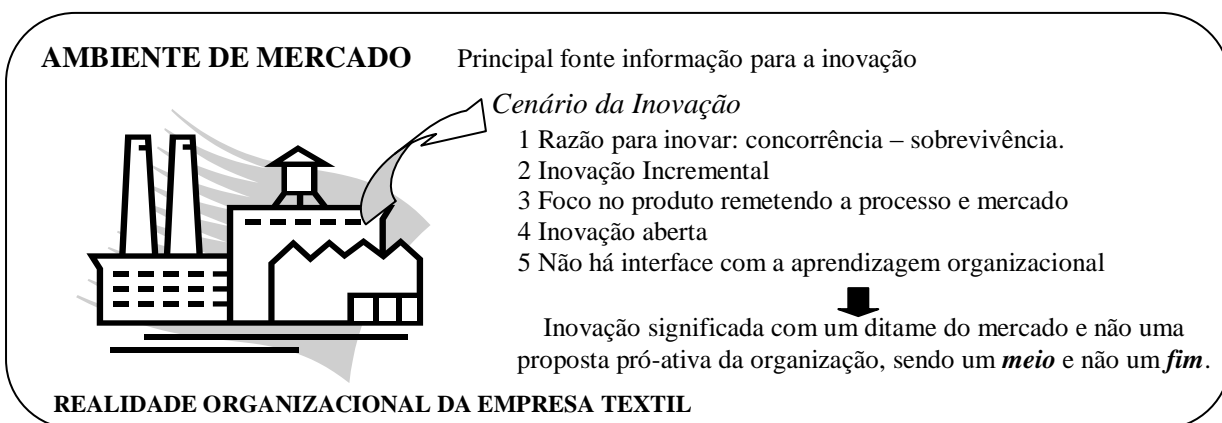 AMBIENTE DE MERCADO Principal fonte informação para a inovação
Cenário da Inovação
1 Razão para inovar: concorrência – sobrevivência.
2 Inovação Incremental
3 Foco no produto remetendo a processo e mercado
4 Inovação aberta
5 Não há interface com a aprendizagem organizacional
Inovação significada com um ditame do mercado e não uma
proposta pró-ativa da organização, sendo um meio e não um fim.
REALIDADE ORGANIZACIONAL DA EMPRESA TEXTIL